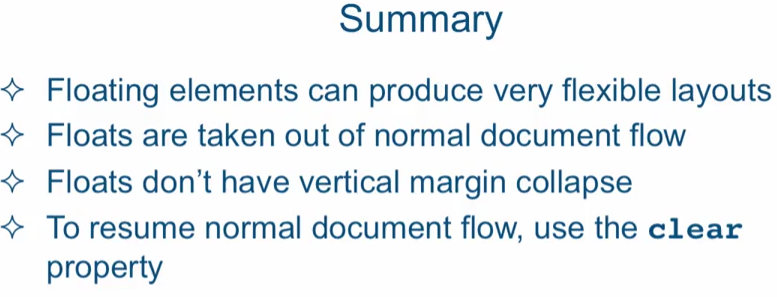 Summary
✧ Floating elements can produce very flexible layouts
✧ Floats are taken out of normal document flow
✧ Floats don’t have vertical margin collapse
✧ To resume normal document flow, use the clear
property